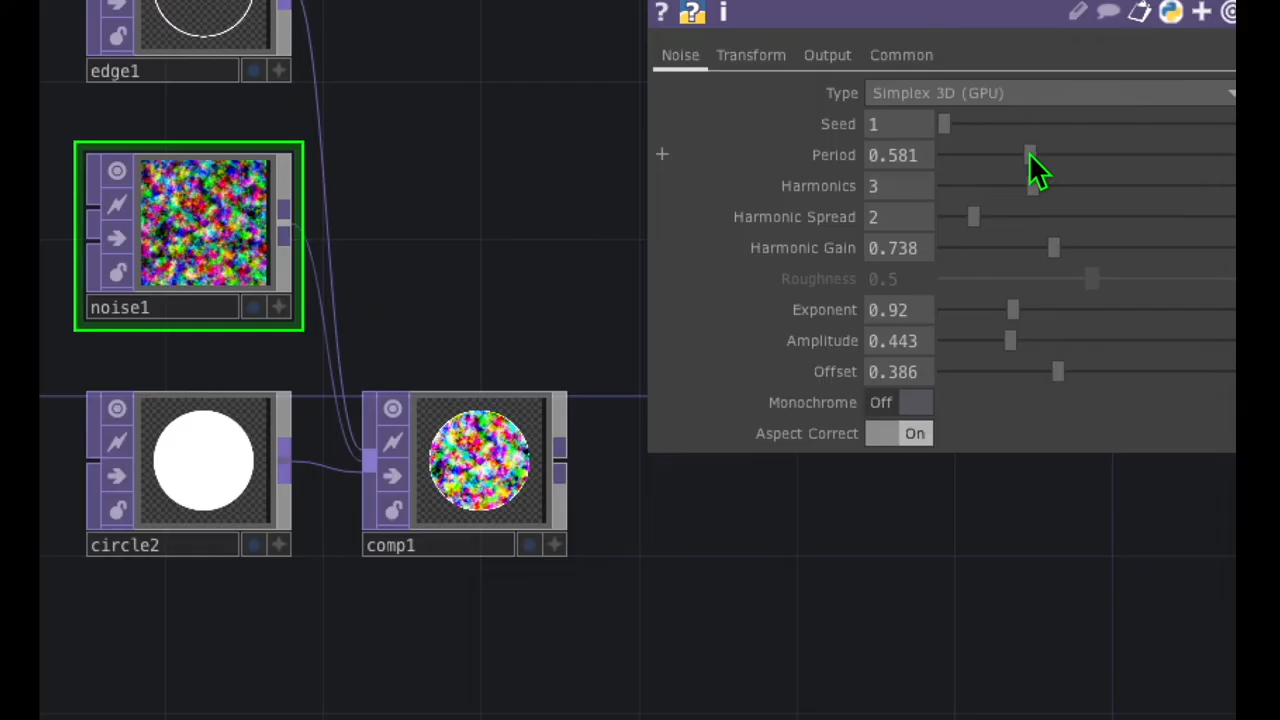 edge1
noise1
circle2
comp1
Noise Transform Output Common
Type Simplex 3D (GPU)
Seed 1
Period 0.581
Harmonics 3
Harmonic Spread 2
Harmonic Gain 0.738
Roughness 0.5
Exponent 0.92
Amplitude 0.443
Offset 0.386
Monochrome Off
Aspect Correct On